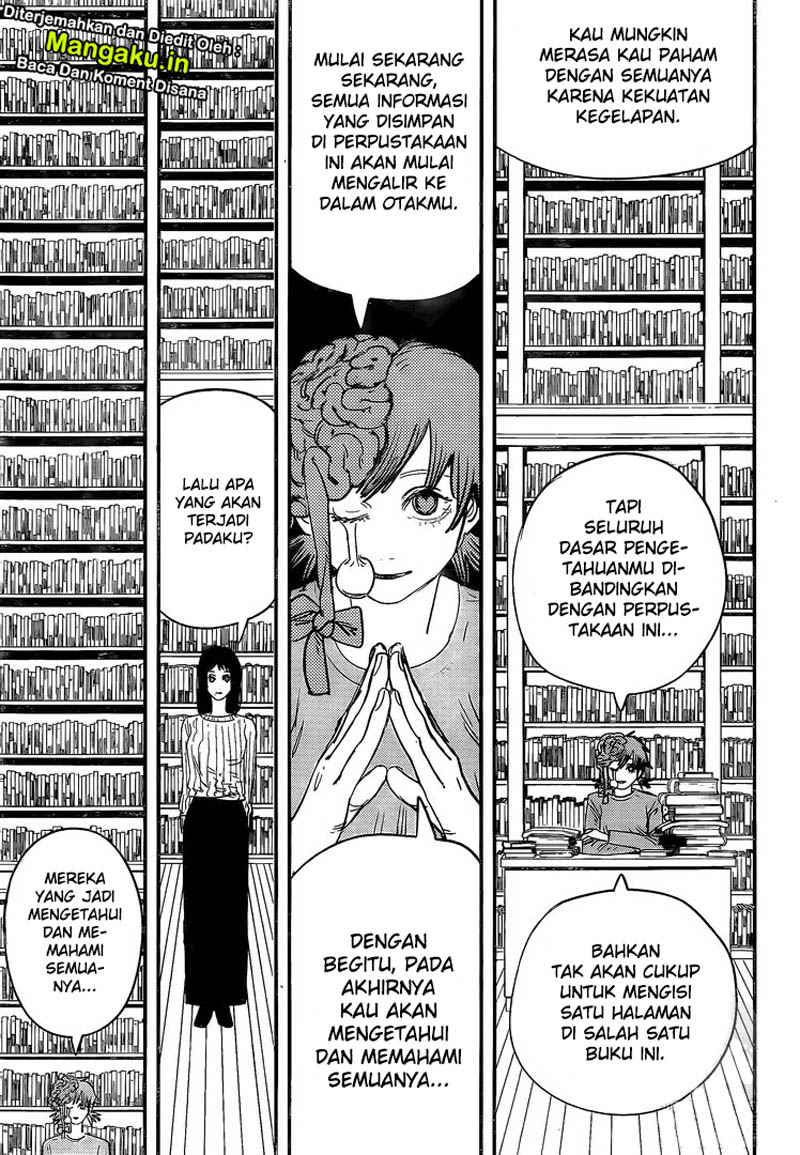 Diterjemahkan dan Diedit Oleh :
Mangaku.in
Baca Dan Koment Disana
KAU MUNGKIN
MERASA KAU PAHAM
DENGAN SEMUANYA
KARENA KEKUATAN
KEGELAPAN.
TAPI
SELURUH
DASAR PENGE-
TAHUANMU DI-
BANDINGKAN
DENGAN PERPUS-
TAKAAN INI...
BAHKAN
TAK AKAN CUKUP
UNTUK MENGISI
SATU HALAMAN
DI SALAH SATU
BUKU INI.
MULAI SEKARANG
SEKARANG,
SEMUA INFORMASI
YANG DISIMPAN
DI PERPUSTAKAAN
INI AKAN MULAI
MENGALIR KE
DALAM OTAKMU.
DENGAN
BEGITU, PADA
AKHIRNYA
KAU AKAN
MENGETAHUI
DAN MEMAHAMI
SEMUANYA...
LALU APA
YANG AKAN
TERJADI
PADAKU?
MEREKA
YANG JADI
MENGETAHUI
DAN ME-
MAHAMI
SEMUA-
NYA...